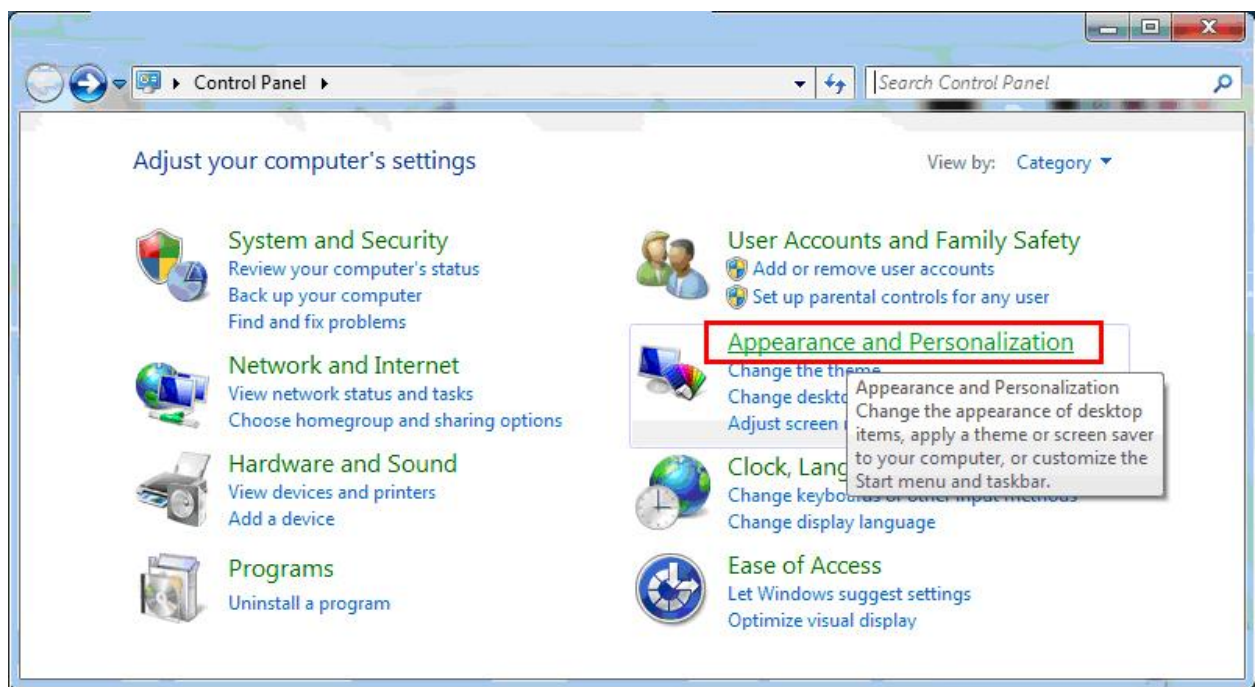 Control Panel
Search Control Panel
Adjust your computer's settings
View by: Category
System and Security
Review your computer's status
Back up your computer
Find and fix problems
Network and Internet
View network status and tasks
Choose homegroup and sharing options
Hardware and Sound
View devices and printers
Add a device
Programs
Uninstall a program
User Accounts and Family Safety
Add or remove user accounts
Set up parental controls for any user
Appearance and Personalization
Change the theme
Change
Adjust screen
Appearance and Personalization
Change the appearance of desktop
items, apply a theme or screen saver
to your computer, or customize the
Start menu and taskbar.
Clock,
Change keyboards or other input methods
Change display language
Ease of Access
Let Windows suggest settings
Optimize visual display